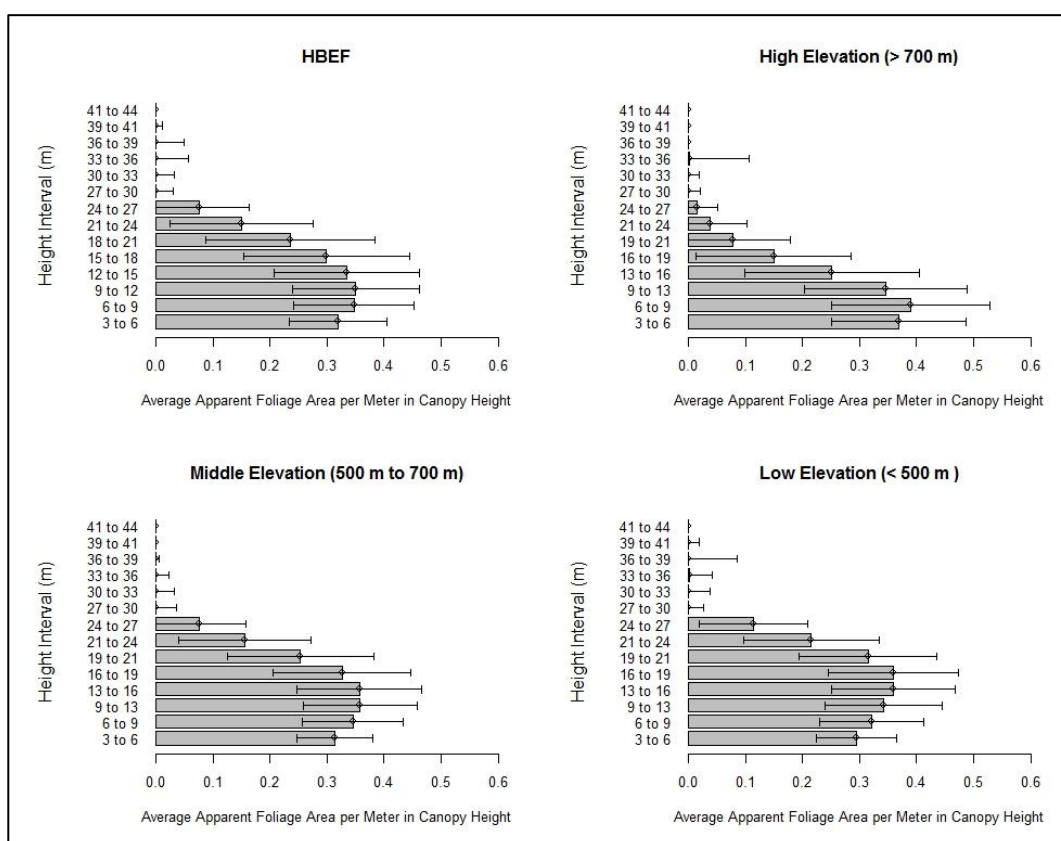 HBEF
Height Interval (m)
41 to 44
39 to 41
36 to 39
33 to 36
30 to 33
27 to 30
24 to 27
21 to 24
18 to 21
15 to 18
12 to 15
9 to 12
6 to 9
3 to 6
0.0 0.1 0.2 0.3 0.4 0.5 0.6
Average Apparent Foliage Area per Meter in Canopy Height
High Elevation (> 700 m)
Height Interval (m)
41 to 44
39 to 41
36 to 39
33 to 36
30 to 33
27 to 30
24 to 27
21 to 24
19 to 21
16 to 19
13 to 16
9 to 13
6 to 9
3 to 6
0.0 0.1 0.2 0.3 0.4 0.5 0.6
Average Apparent Foliage Area per Meter in Canopy Height
Middle Elevation (500 m to 700 m)
Height Interval (m)
41 to 44
39 to 41
36 to 39
33 to 36
30 to 33
27 to 30
24 to 27
21 to 24
19 to 21
16 to 19
13 to 16
9 to 13
6 to 9
3 to 6
0.0 0.1 0.2 0.3 0.4 0.5 0.6
Average Apparent Foliage Area per Meter in Canopy Height
Low Elevation (< 500 m )
Height Interval (m)
41 to 44
39 to 41
36 to 39
33 to 36
30 to 33
27 to 30
24 to 27
21 to 24
19 to 21
16 to 19
13 to 16
9 to 13
6 to 9
3 to 6
0.0 0.1 0.2 0.3 0.4 0.5 0.6
Average Apparent Foliage Area per Meter in Canopy Height